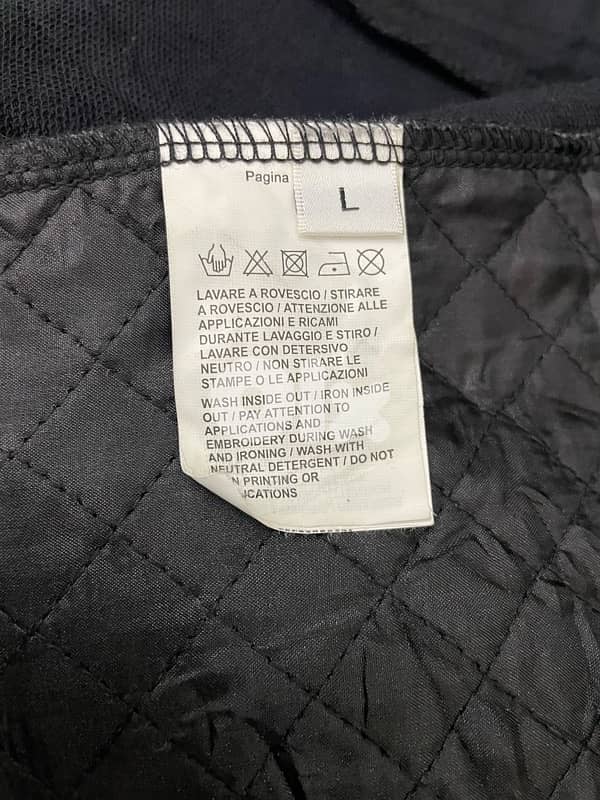 Pagina
L
LAVARE A ROVESCIO / STIRARE
A ROVESCIO / ATTENZIONE ALLE
APPLICAZIONI E RICAMI
DURANTE LAVAGGIO E STIRO /
LAVARE CON DETERSIVO
NEUTRO / NON STIRARE LE
STAMPE O LE APPLICAZIONI
WASH INSIDE OUT / IRON INSIDE
OUT / PAY ATTENTION TO
APPLICATIONS AND
EMBROIDERY DURING WASH
AND IRONING / WASH WITH
NEUTRAL DETERGENT / DO NOT
PRINTING OR